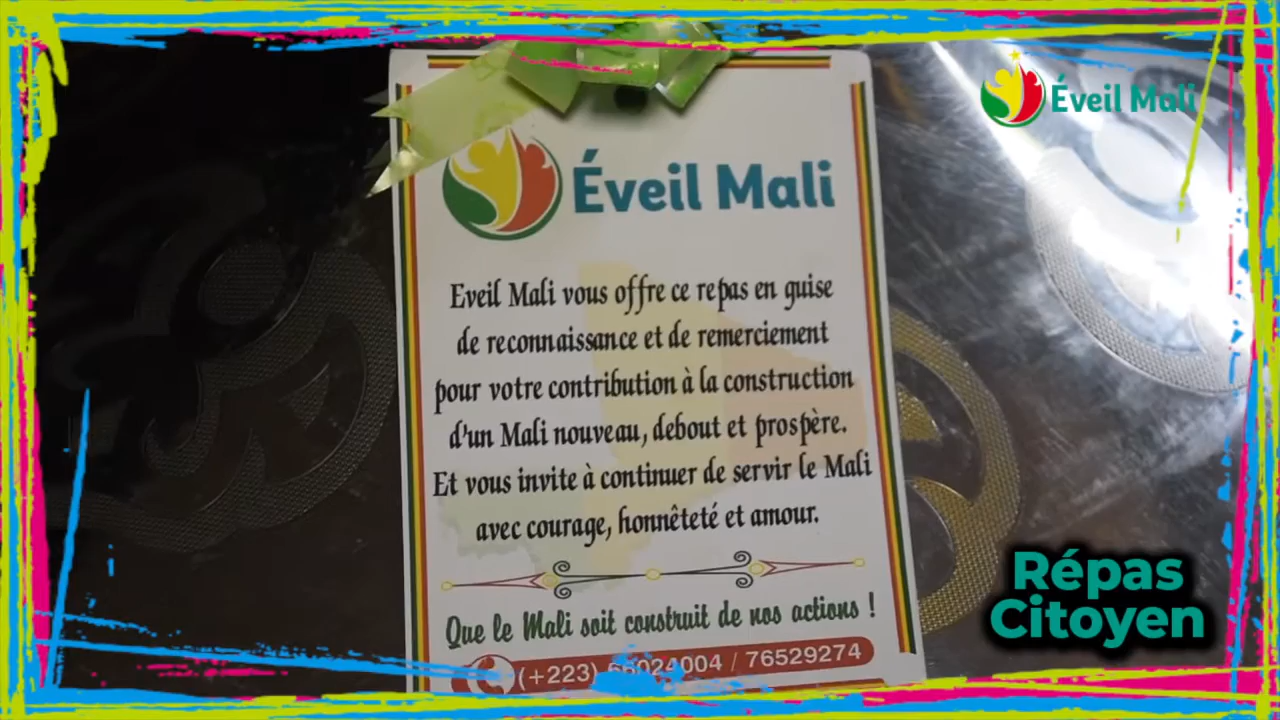 Éveil Mali
Éveil Mali
Eveil Mali vous offre ce repas en guise
de reconnaissance et de remerciement
pour votre contribution à la construction
d'un Mali nouveau, debout et prospère.
Et vous invite à continuer de servir le Mali
avec courage, honnêteté et amour.
Que le Mali soit construit de nos actions !
(+223) / 76529274
Répas
Citoyen